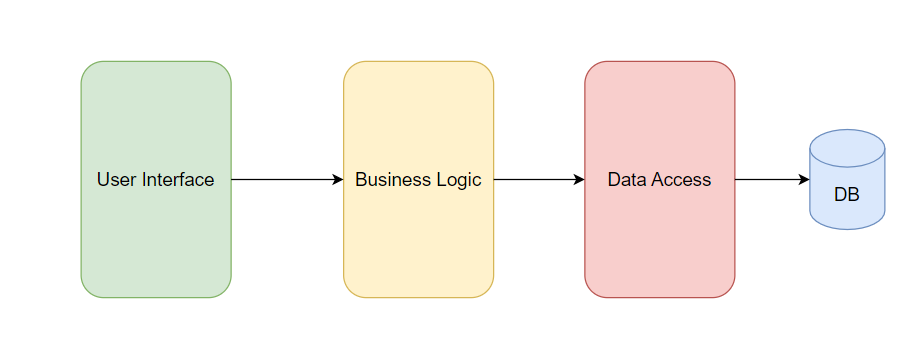 User Interface
Business Logic
Data Access
DB